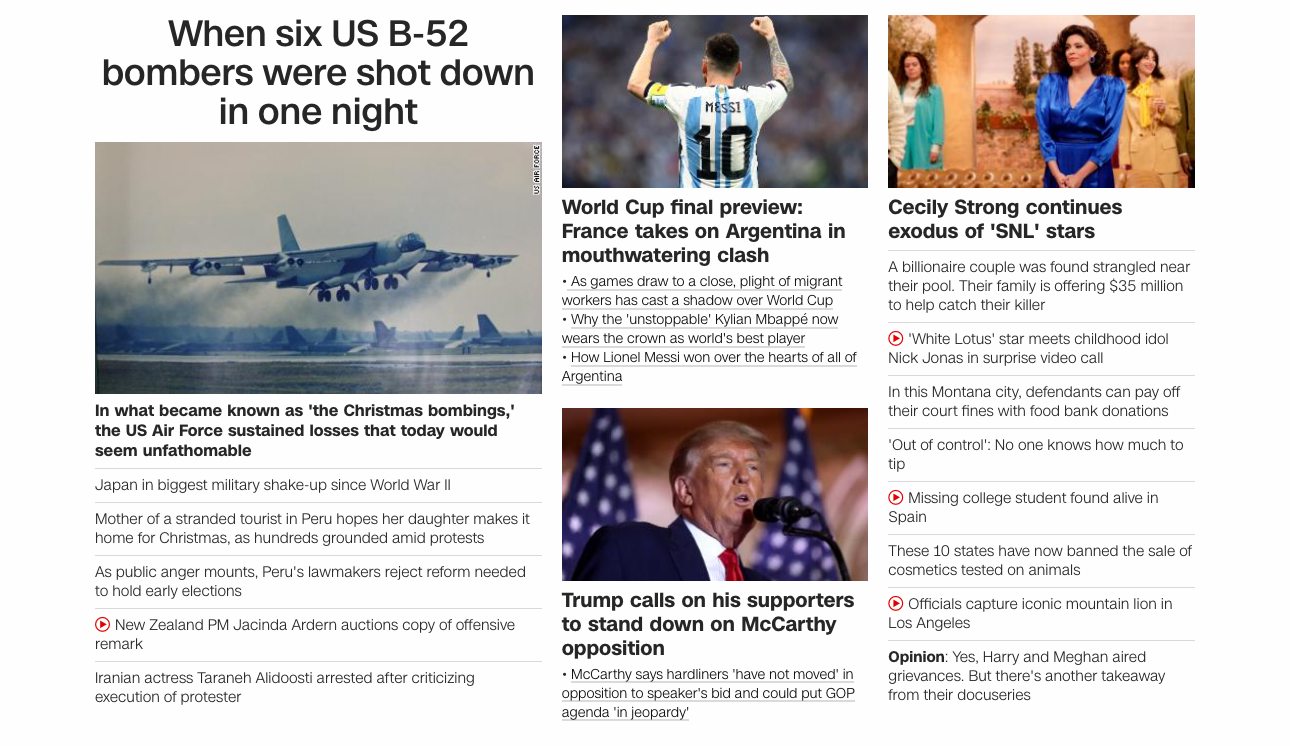 When six US B-52
bombers were shot down
in one night
US AIR FORCE
In what became known as 'the Christmas bombings,'
the US Air Force sustained losses that today would
seem unfathomable
Japan in biggest military shake-up since World War II
Mother of a stranded tourist in Peru hopes her daughter makes it
home for Christmas, as hundreds grounded amid protests
As public anger mounts, Peru's lawmakers reject reform needed
to hold early elections
New Zealand PM Jacinda Ardern auctions copy of offensive
remark
Iranian actress Taraneh Alidoosti arrested after criticizing
execution of protester
MESSI
10
World Cup final preview:
France takes on Argentina in
mouthwatering clash
• As games draw to a close, plight of migrant
workers has cast a shadow over World Cup
• Why the 'unstoppable' Kylian Mbappé now
wears the crown as world's best player
• How Lionel Messi won over the hearts of all of
Argentina
Trump calls on his supporters
to stand down on McCarthy
opposition
• McCarthy says hardliners 'have not moved' in
opposition to speaker's bid and could put GOP
agenda 'in jeopardy'
Cecily Strong continues
exodus of 'SNL' stars
A billionaire couple was found strangled near
their pool. Their family is offering $35 million
to help catch their killer
'White Lotus' star meets childhood idol
Nick Jonas in surprise video call
In this Montana city, defendants can pay off
their court fines with food bank donations
'Out of control': No one knows how much to
tip
Missing college student found alive in
Spain
These 10 states have now banned the sale of
cosmetics tested on animals
Officials capture iconic mountain lion in
Los Angeles
Opinion: Yes, Harry and Meghan aired
grievances. But there's another takeaway
from their docuseries